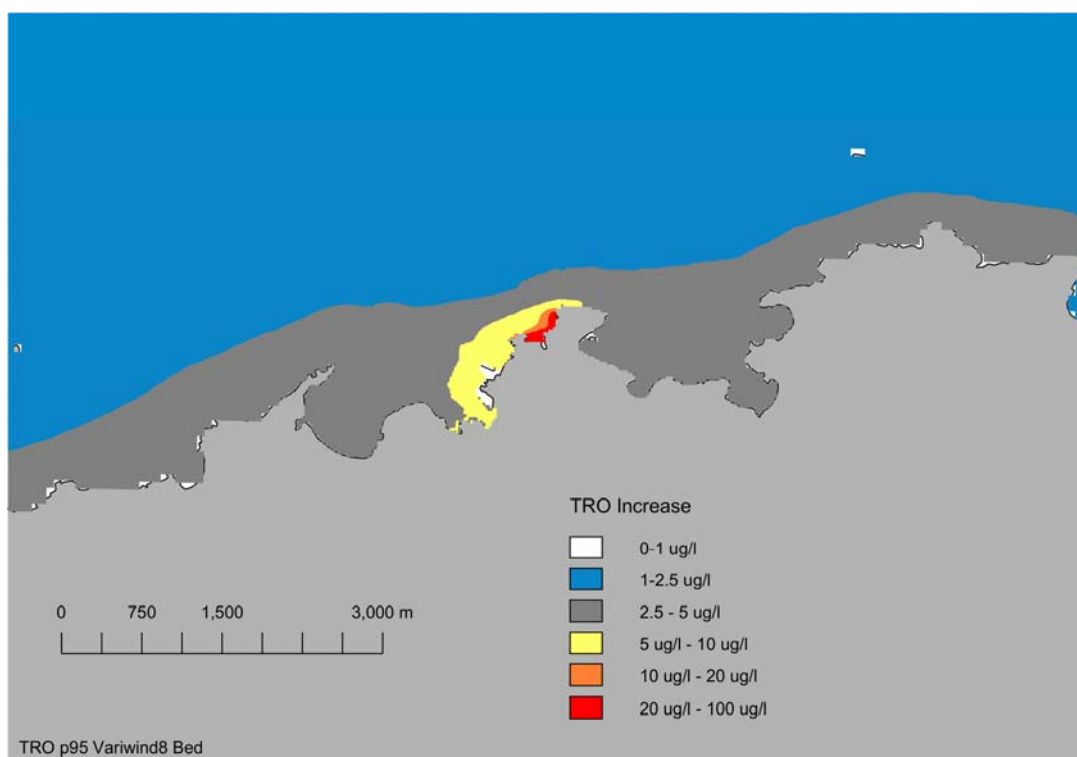 TRO Increase
0-1 ug/l
1-2.5 ug/l
2.5 - 5 ug/l
5 ug/l - 10 ug/l
10 ug/l - 20 ug/l
20 ug/l - 100 ug/l
0 750 1,500 3,000 m
TRO p95 Variwind8 Bed